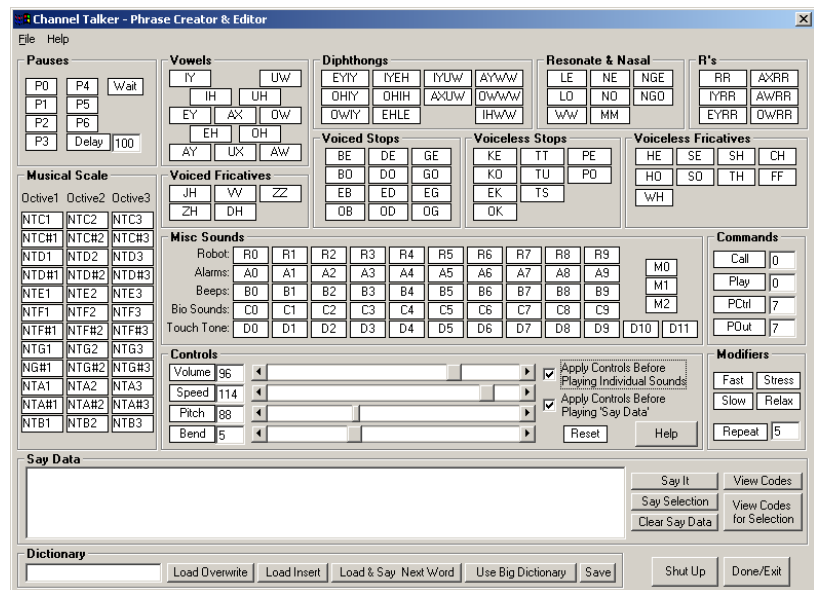 Channel Talker - Phrase Creator & Editor
File Help
Pauses
P0 P4 Wait
P1 P5
P2 P6
P3 Delay 100
Vowels
IY UW
IH UH
EY AX OW
EH OH
AY UX AW
Diphthongs
EYIY IYEH IYUW AYWW
OHIY OHIH AXUW OWWW
OWIY EHLE IHWW
Resonate & Nasal
LE NE NGE
LO NO NGO
WW MM
R's
RR AXRR
IYRR AWRR
EYRR OWRR
Voiced Stops
BE DE GE
BO DO GO
EB ED EG
OB OD OG
Voiceless Stops
KE TT PE
KO TU PO
EK TS
OK
Voiceless Fricatives
HE SE SH CH
HO SO TH FF
WH
Musical Scale
Octive1 Octive2 Octive3
NTC1 NTC2 NTC3
NTC#1 NTC#2 NTC#3
NTD1 NTD2 NTD3
NTD#1 NTD#2 NTD#3
NTE1 NTE2 NTE3
NTF1 NTF2 NTF3
NTF#1 NTF#2 NTF#3
NTG1 NTG2 NTG3
NG#1 NTG#2 NTG#3
NTA1 NTA2 NTA3
NTA#1 NTA#2 NTA#3
NTB1 NTB2 NTB3
Voiced Fricatives
JH VV ZZ
ZH DH
Misc Sounds
Robot: R0 R1 R2 R3 R4 R5 R6 R7 R8 R9
Alarms: A0 A1 A2 A3 A4 A5 A6 A7 A8 A9
Beeps: B0 B1 B2 B3 B4 B5 B6 B7 B8 B9
Bio Sounds: C0 C1 C2 C3 C4 C5 C6 C7 C8 C9
Touch Tone: D0 D1 D2 D3 D4 D5 D6 D7 D8 D9 D10 D11
M0
M1
M2
Commands
Call 0
Play 0
PCtrl 7
POut 7
Controls
Volume 96
Speed 114
Pitch 88
Bend 5
Apply Controls Before
Playing Individual Sounds
Apply Controls Before
Playing 'Say Data'
Reset Help
Modifiers
Fast Stress
Slow Relax
Repeat 5
Say Data
Say It View Codes
Say Selection View Codes
Clear Say Data for Selection
Dictionary
Load Overwrite Load Insert Load & Say Next Word Use Big Dictionary Save
Shut Up Done/Exit